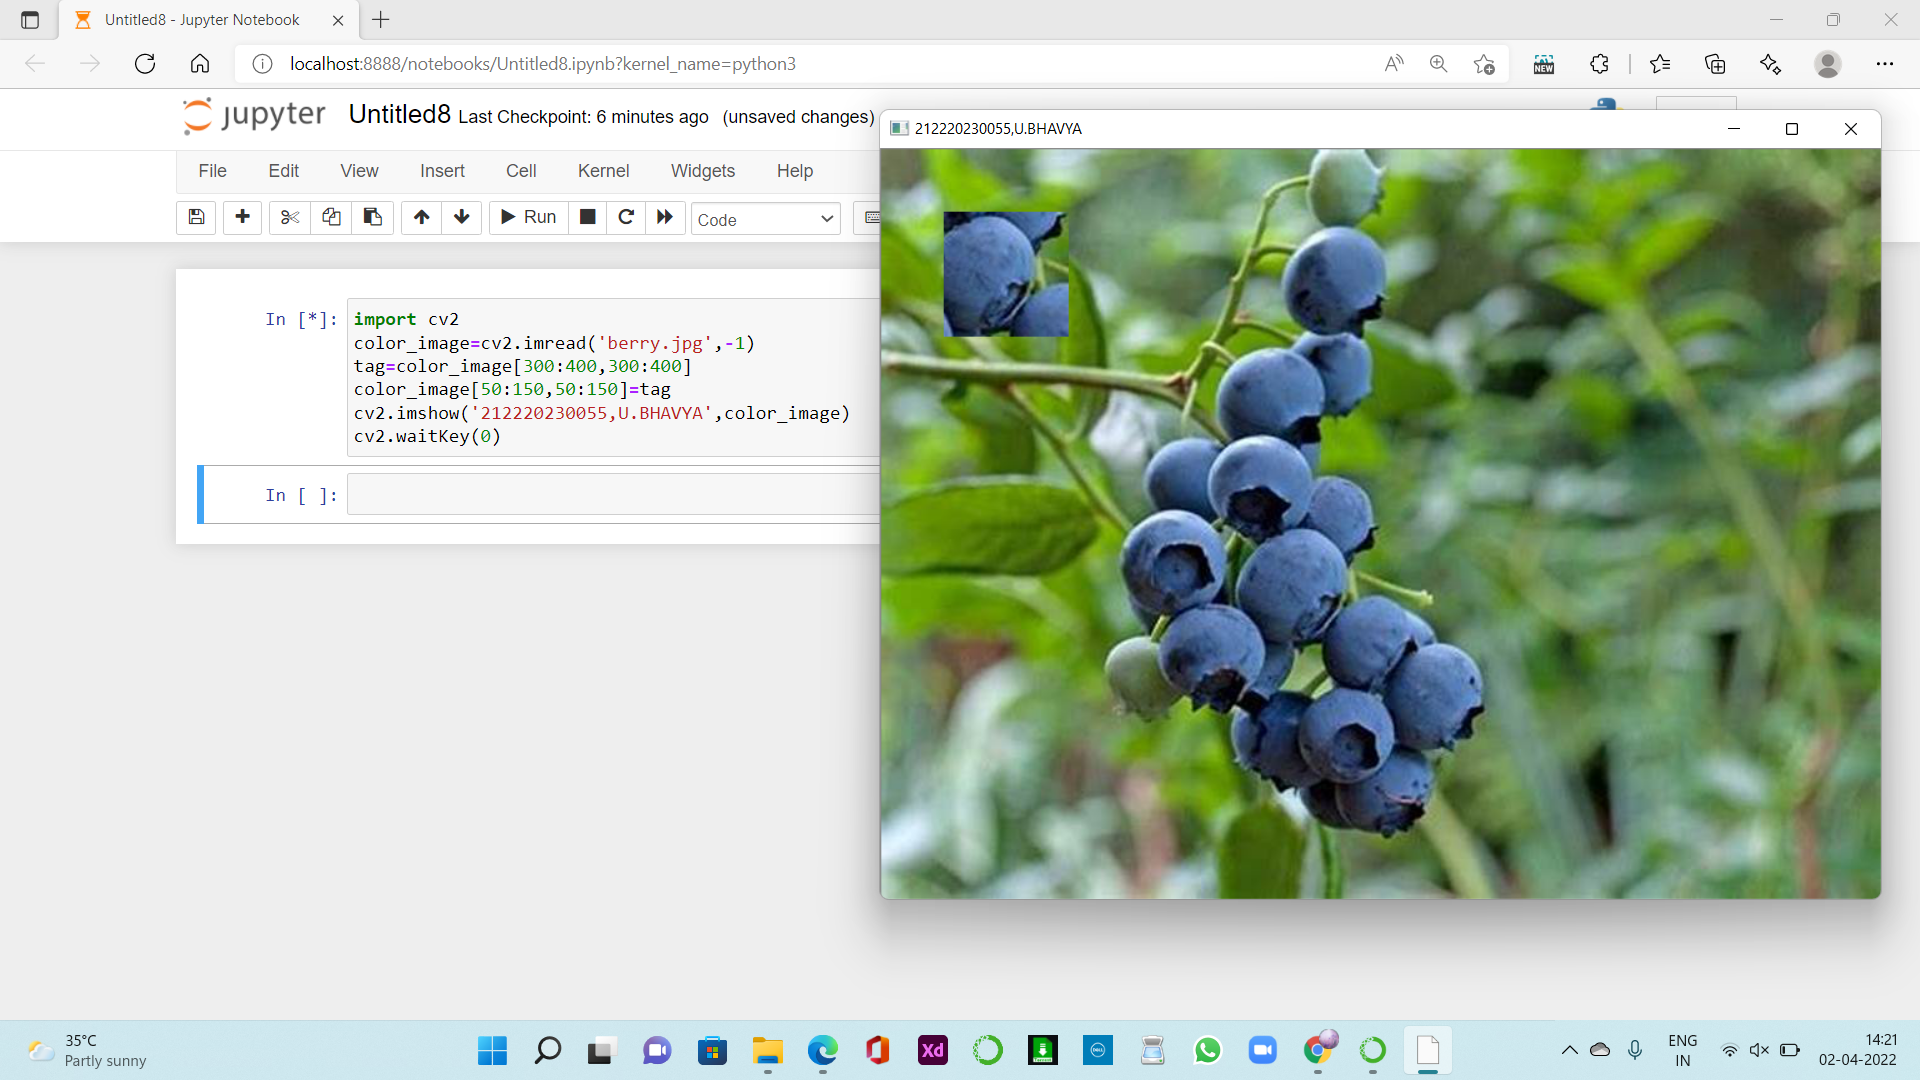 Untitled8 - Jupyter Notebook
localhost:8888/notebooks/Untitled8.ipynb?kernel_name=python3
NEW
jupyter Untitled8 Last Checkpoint: 6 minutes ago (unsaved changes)
212220230055,U.BHAVYA
File Edit View Insert Cell Kernel Widgets Help
Run Code
In [*]:
import cv2
color_image=cv2.imread('berry.jpg',-1)
tag=color_image[300:400,300:400]
color_image[50:150,50:150]=tag
cv2.imshow('212220230055,U.BHAVYA',color_image)
cv2.waitKey(0)
In [ ]:
35°C
Partly sunny
Xd
DELL
ENG
IN
14:21
02-04-2022